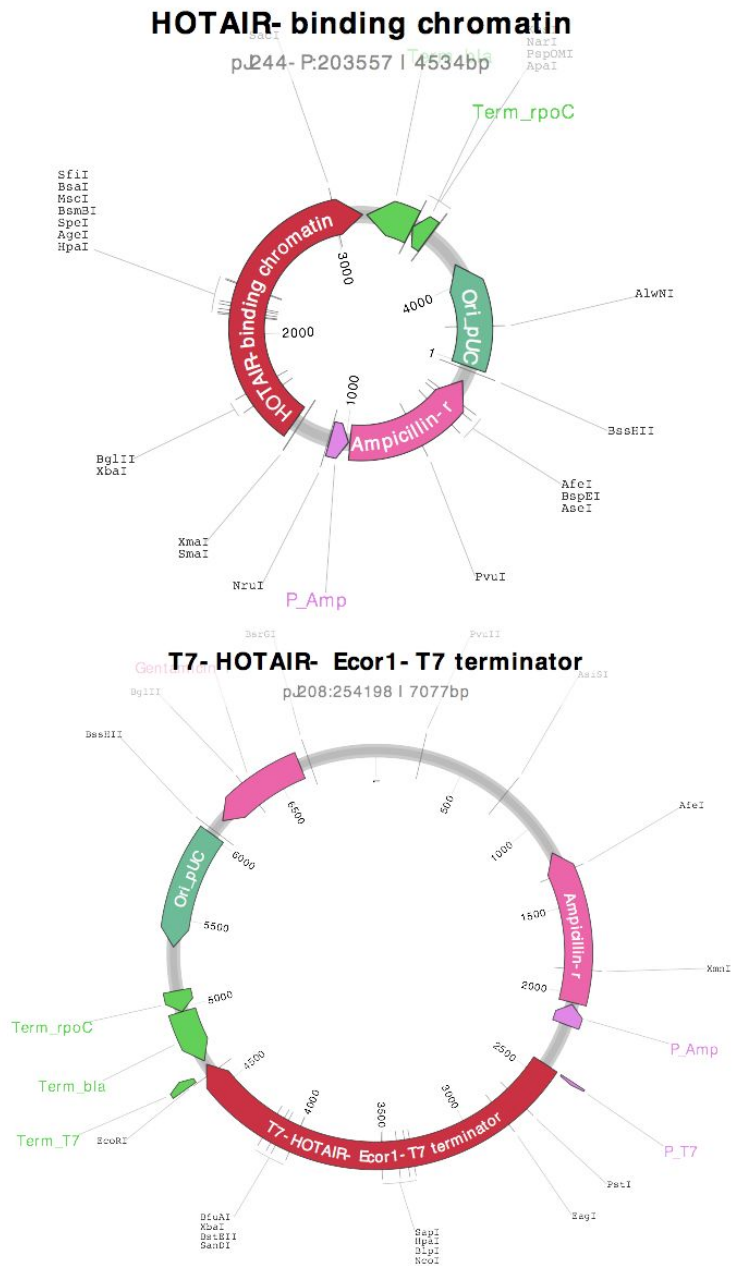 HOTAIR- binding chromatin
SacI
pJ244- P:203557 | 4534bp
Term_bla
NarI
PspOMI
ApaI
Term_rpoC
SfiI
BsaI
MscI
BsmBI
SpeI
AgeI
HpaI
HOTAIR-binding chromatin
3000
4000
Ori_pUC
AlwNI
2000
1
1000
Ampicillin-r
BssHII
BglII
XbaI
AfeI
BspEI
AseI
XmaI
SmaI
NruI
PvuI
P_Amp
BsrGI
PvuII
T7- HOTAIR- Ecor1- T7 terminator
Gentamicin-r
BglII
pJ208:254198 | 7077bp
AsiSI
BssHII
1
500
6500
AfeI
1000
6000
Ori_pUC
Ampicillin-r
1500
5500
XmnI
2000
5000
Term_rpoC
P_Amp
2500
4500
Term_bla
3000
4000
3500
T7-HOTAIR- Ecor1-T7 terminator
Term_T7
EcoRI
P_T7
PstI
EagI
BfuAI
XbaI
BstEII
SanDI
SapI
HpaI
BlpI
NcoI